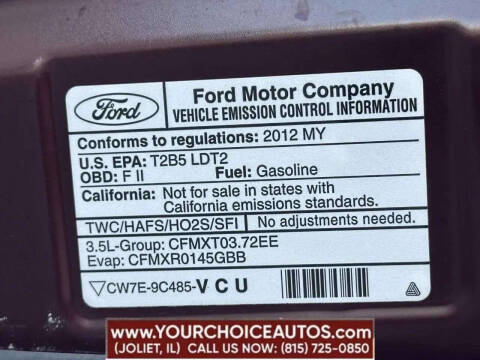 Ford
Ford Motor Company
VEHICLE EMISSION CONTROL INFORMATION
Conforms to regulations: 2012 MY
U.S. EPA: T2B5 LDT2
OBD: F II Fuel: Gasoline
California: Not for sale in states with
California emissions standards.
TWC/HAFS/HO2S/SFI No adjustments needed.
3.5L-Group: CFMXT03.72EE
Evap: CFMXR0145GBB
CW7E-9C485-VCU
WWW.YOURCHOICEAUTOS.COM
(JOLIET, IL) CALL US NOW: (815) 725-0850